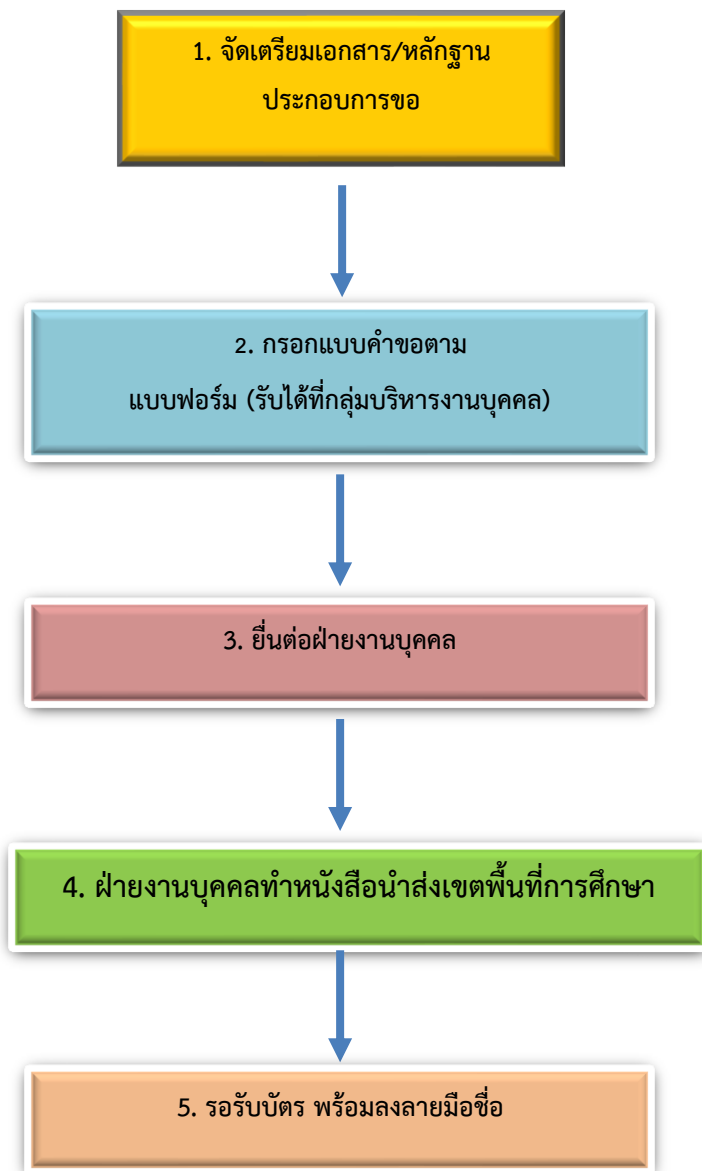 1. จัดเตรียมเอกสาร/หลักฐาน
ประกอบการขอ
2. กรอกแบบคำขอตาม
แบบฟอร์ม (รับได้ที่กลุ่มบริหารงานบุคคล)
3. ยื่นต่อฝ่ายงานบุคคล
4. ฝ่ายงานบุคคลทำหนังสือนำส่งเขตพื้นที่การศึกษา
5. รอรับบัตร พร้อมลงลายมือชื่อ